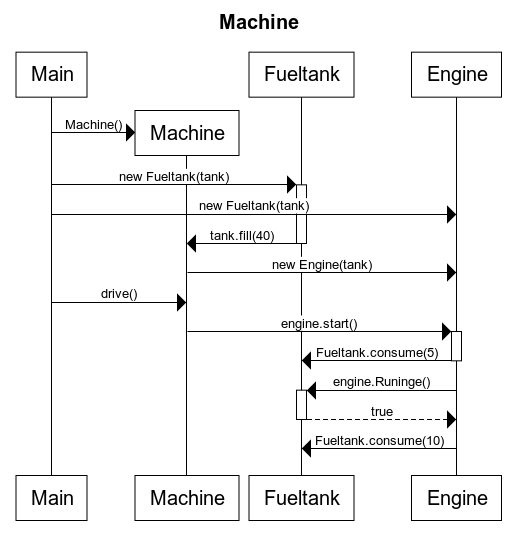 Machine
Main
Fueltank
Engine
Machine()
Machine
new Fueltank(tank)
new Fueltank(tank)
tank.fill(40)
new Engine(tank)
drive()
engine.start()
Fueltank.consume(5)
engine.Runinge()
true
Fueltank.consume(10)
Main
Machine
Fueltank
Engine